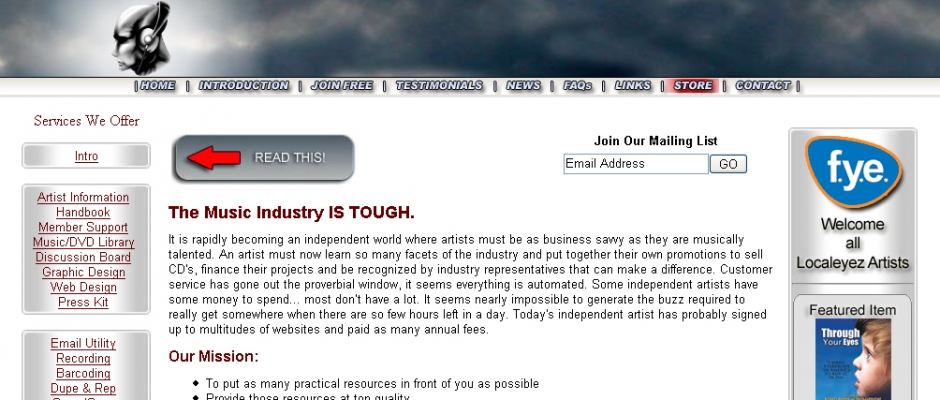 | HOME | INTRODUCTION | JOIN FREE | TESTIMONIALS | NEWS | FAQs | LINKS | STORE | CONTACT |
Services We Offer
Intro
Artist Information
Handbook
Member Support
Music/DVD Library
Discussion Board
Graphic Design
Web Design
Press Kit
Email Utility
Recording
Barcoding
Dupe & Rep
READ THIS!
Join Our Mailing List
Email Address GO
The Music Industry IS TOUGH.
It is rapidly becoming an independent world where artists must be as business savvy as they are musically
talented. An artist must now learn so many facets of the industry and put together their own promotions to sell
CD's, finance their projects and be recognized by industry representatives that can make a difference. Customer
service has gone out the proverbial window, it seems everything is automated. Some independent artists have
some money to spend... most don't have a lot. It seems nearly impossible to generate the buzz required to
really get somewhere when there are so few hours left in a day. Today's independent artist has probably signed
up to multitudes of websites and paid as many annual fees.
Our Mission:
To put as many practical resources in front of you as possible
Provide those resources at top quality
f.y.e.
Welcome
all
Localeyez Artists
Featured Item
Through
Your Eyes